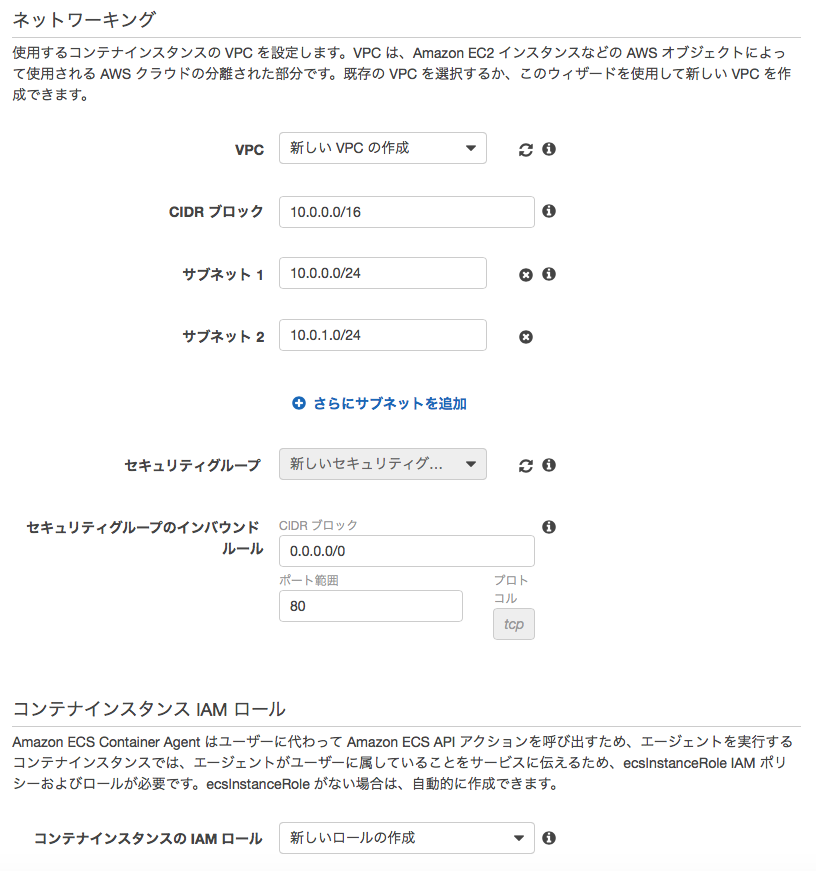 ネットワーキング
使用するコンテナインスタンスの VPC を設定します。VPC は、Amazon EC2 インスタンスなどの AWS オブジェクトによっ
て使用される AWS クラウドの分離された部分です。既存の VPC を選択するか、このウィザードを使用して新しい VPC を作
成できます。
VPC 新しい VPC の作成
CIDR ブロック 10.0.0.0/16
サブネット 1 10.0.0.0/24
サブネット 2 10.0.1.0/24
さらにサブネットを追加
セキュリティグループ 新しいセキュリティグ…
セキュリティグループのインバウンド CIDR ブロック
ルール 0.0.0.0/0
ポート範囲 プロト
コル
80
tcp
コンテナインスタンス IAM ロール
Amazon ECS Container Agent はユーザーに代わって Amazon ECS API アクションを呼び出すため、エージェントを実行する
コンテナインスタンスでは、エージェントがユーザーに属していることをサービスに伝えるため、ecsInstanceRole IAM ポリ
シーおよびロールが必要です。ecsInstanceRole がない場合は、自動的に作成できます。
コンテナインスタンスの IAM ロール 新しいロールの作成